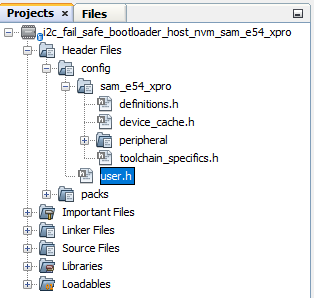 Projects
Files
i2c_fail_safe_bootloader_host_nvm_sam_e54_xpro
Header Files
config
sam_e54_xpro
definitions.h
device_cache.h
peripheral
toolchain_specifics.h
user.h
packs
Important Files
Linker Files
Source Files
Libraries
Loadables